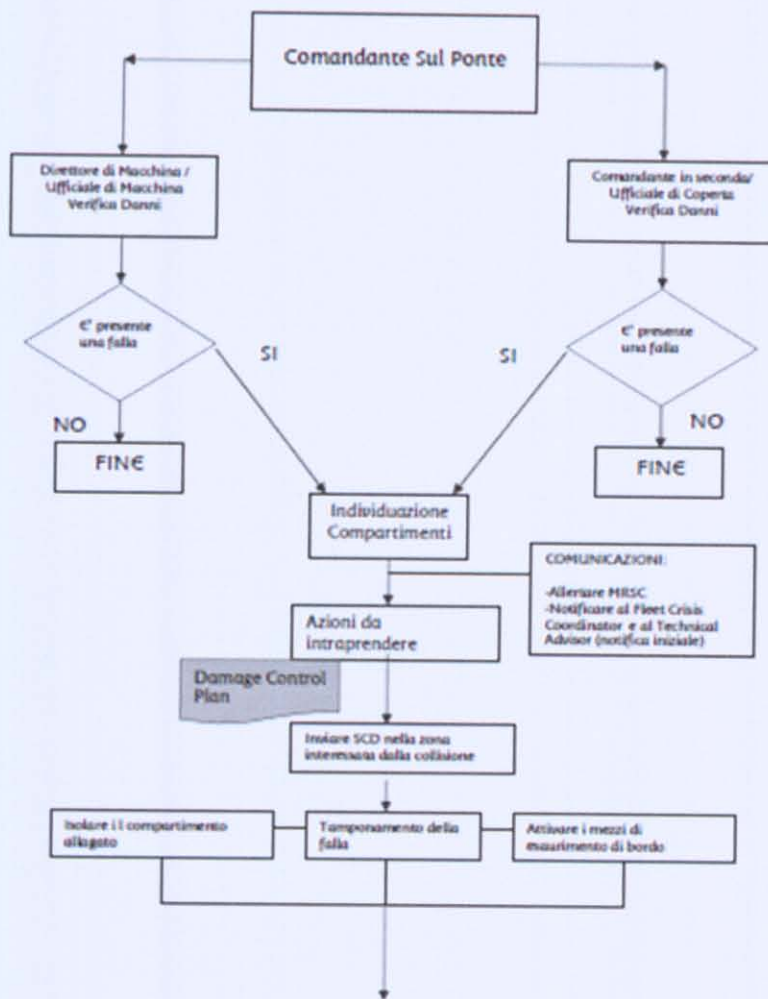 Comandante Sul Ponte
Direttore di Macchina /
Ufficiale di Macchina
Verifica Danni
Comandante in seconda/
Ufficiale di Coperta
Verifica Danni
E' presente
una falla
SI
NO
FINE
E' presente
una falla
SI
NO
FINE
Individuazione
Compartimenti
COMUNICAZIONI:
-Allertare MRSC
-Notificare al Fleet Crisis
Coordinator e al Technical
Advisor (notifica iniziale)
Azioni da
intraprendere
Damage Control
Plan
Inviare SCD nella zona
interessata dalla collisione
Isolare i l compartimento
allagato
Tamponamento della
falla
Attivare i mezzi di
esaurimento di bordo